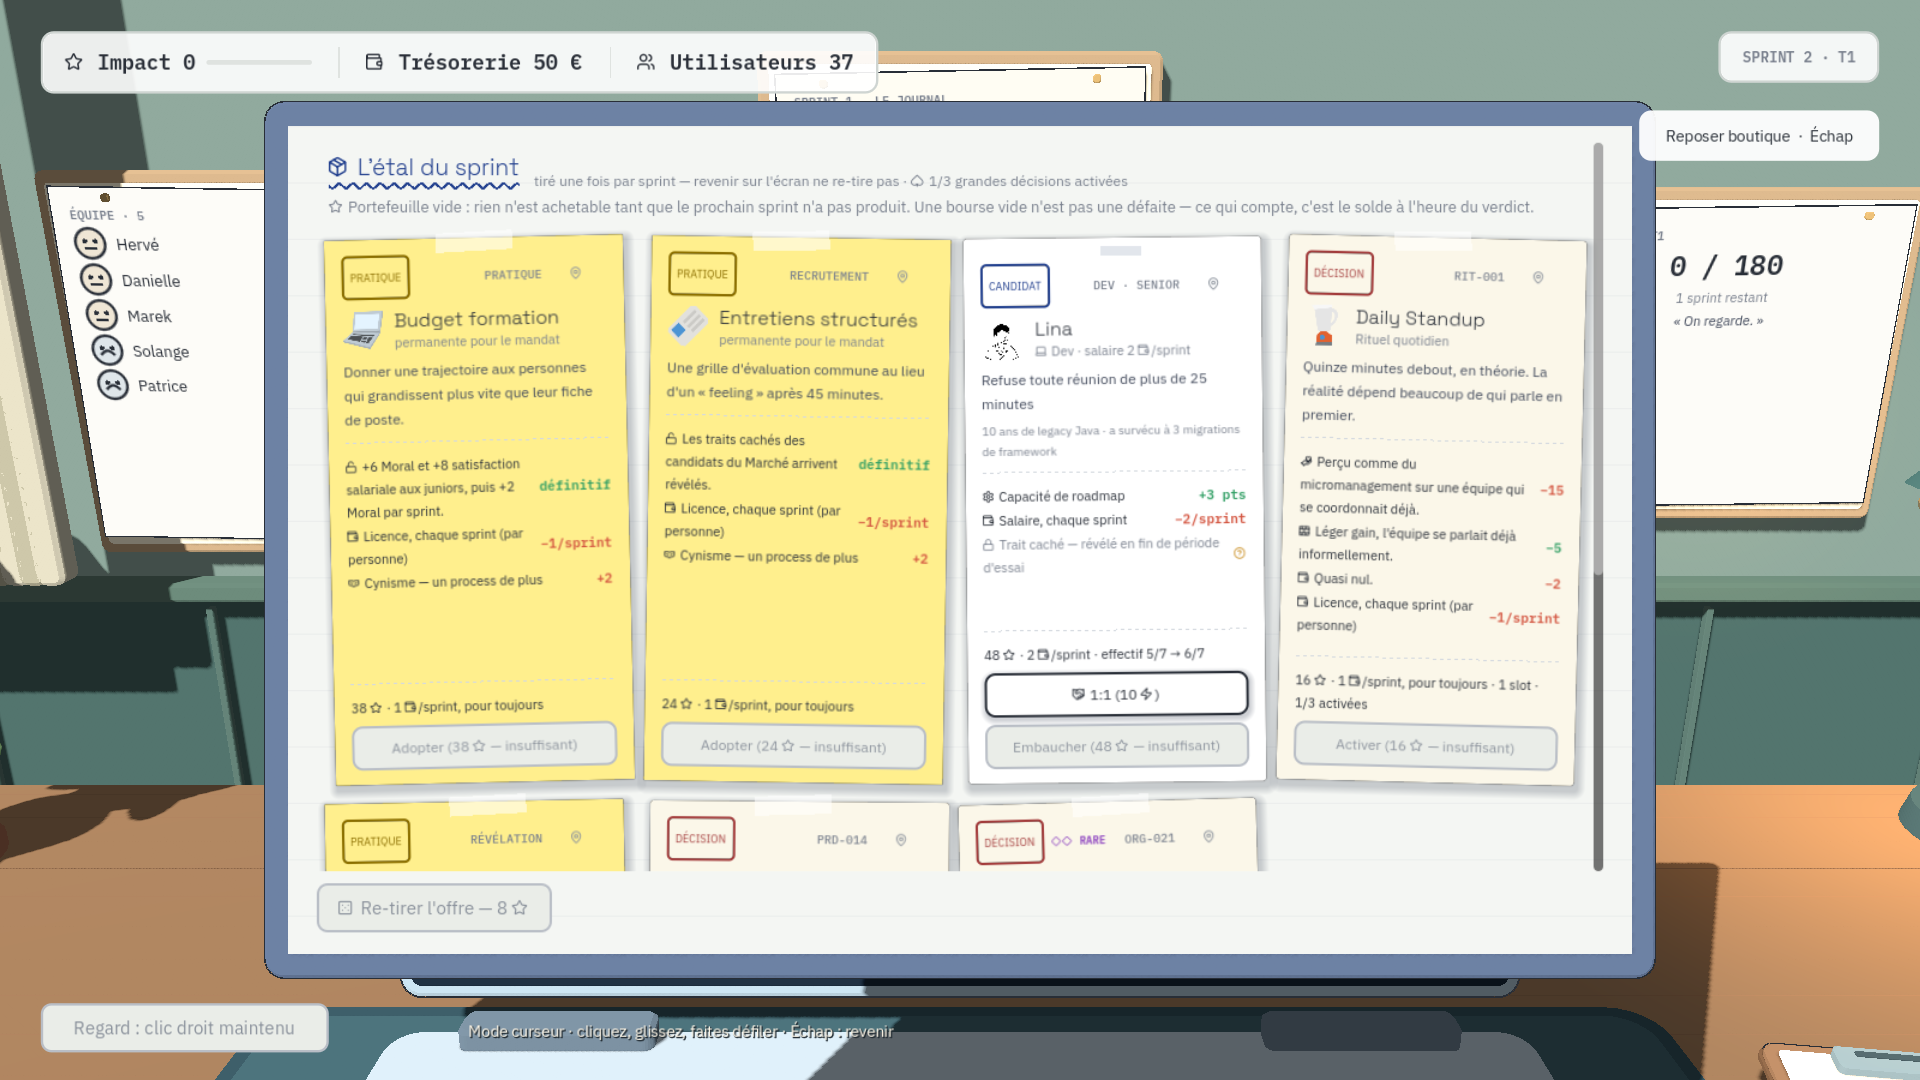 Impact 0
Trésorerie 50 €
Utilisateurs 37
SPRINT 2 · T1
SPRINT 1 LE JOURNAL
Reposer boutique · Échap
L'étal du sprint
tiré une fois par sprint — revenir sur l'écran ne re-tire pas · 1/3 grandes décisions activées
Portefeuille vide : rien n'est achetable tant que le prochain sprint n'a pas produit. Une bourse vide n'est pas une défaite — ce qui compte, c'est le solde à l'heure du verdict.
ÉQUIPE · 5
Hervé
Danielle
Marek
Solange
Patrice
PRATIQUE
PRATIQUE
Budget formation
permanente pour le mandat
Donner une trajectoire aux personnes
qui grandissent plus vite que leur fiche
de poste.
+6 Moral et +8 satisfaction
salariale aux juniors, puis +2
Moral par sprint.
définitif
Licence, chaque sprint (par
personne)
−1/sprint
Cynisme — un process de plus
+2
38 · 1 /sprint, pour toujours
Adopter (38 — insuffisant)
PRATIQUE
RECRUTEMENT
Entretiens structurés
permanente pour le mandat
Une grille d'évaluation commune au lieu
d'un « feeling » après 45 minutes.
Les traits cachés des
candidats du Marché arrivent
révélés.
définitif
Licence, chaque sprint (par
personne)
−1/sprint
Cynisme — un process de plus
+2
24 · 1 /sprint, pour toujours
Adopter (24 — insuffisant)
CANDIDAT
DEV · SENIOR
Lina
Dev · salaire 2 /sprint
Refuse toute réunion de plus de 25
minutes
10 ans de legacy Java · a survécu à 3 migrations
de framework
Capacité de roadmap
+3 pts
Salaire, chaque sprint
−2/sprint
Trait caché — révélé en fin de période
d'essai
48 · 2 /sprint · effectif 5/7 → 6/7
1:1 (10 )
Embaucher (48 — insuffisant)
DÉCISION
RIT-001
Daily Standup
Rituel quotidien
Quinze minutes debout, en théorie. La
réalité dépend beaucoup de qui parle en
premier.
Perçu comme du
micromanagement sur une équipe qui
se coordonnait déjà.
−15
Léger gain, l'équipe se parlait déjà
informellement.
−5
Quasi nul.
−2
Licence, chaque sprint (par
personne)
−1/sprint
16 · 1 /sprint, pour toujours · 1 slot ·
1/3 activées
Activer (16 — insuffisant)
T1
0 / 180
1 sprint restant
« On regarde. »
PRATIQUE
RÉVÉLATION
DÉCISION
PRD-014
DÉCISION
RARE
ORG-021
Re-tirer l'offre — 8
Regard : clic droit maintenu
Mode curseur · cliquez, glissez, faites défiler · Échap : revenir